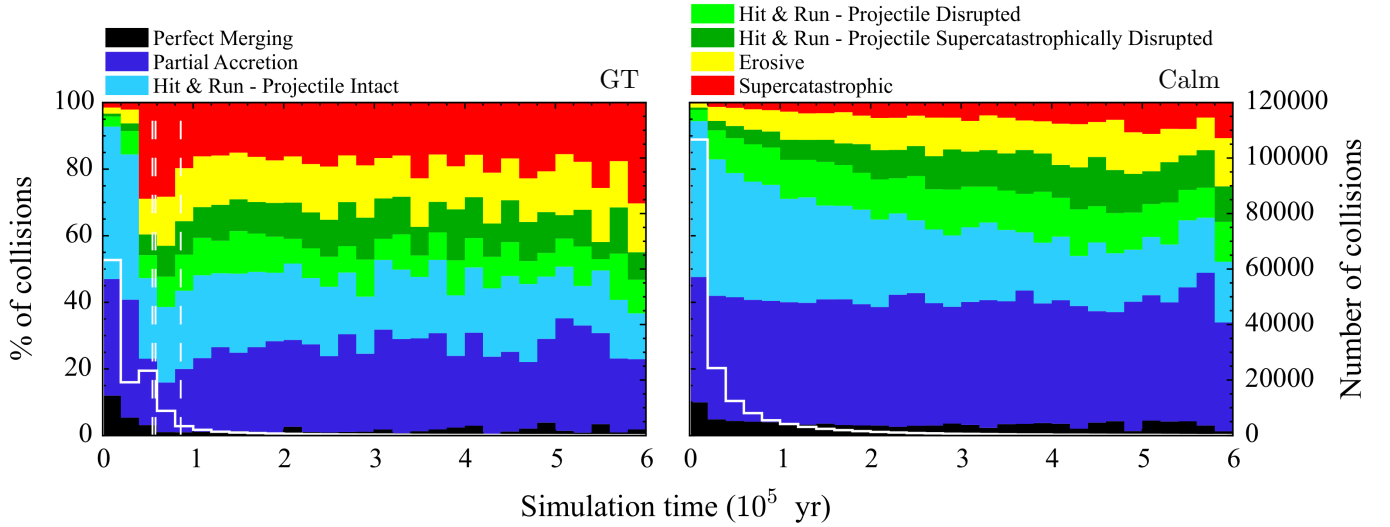 Perfect Merging
Partial Accretion
Hit & Run - Projectile Intact
GT
Hit & Run - Projectile Disrupted
Hit & Run - Projectile Supercatastrophically Disrupted
Erosive
Supercatastrophic
Calm
% of collisions
100
80
60
40
20
0
0 1 2 3 4 5 6
120000
100000
80000
60000
40000
20000
0
0 1 2 3 4 5 6
Number of collisions
Simulation time (10⁵ yr)